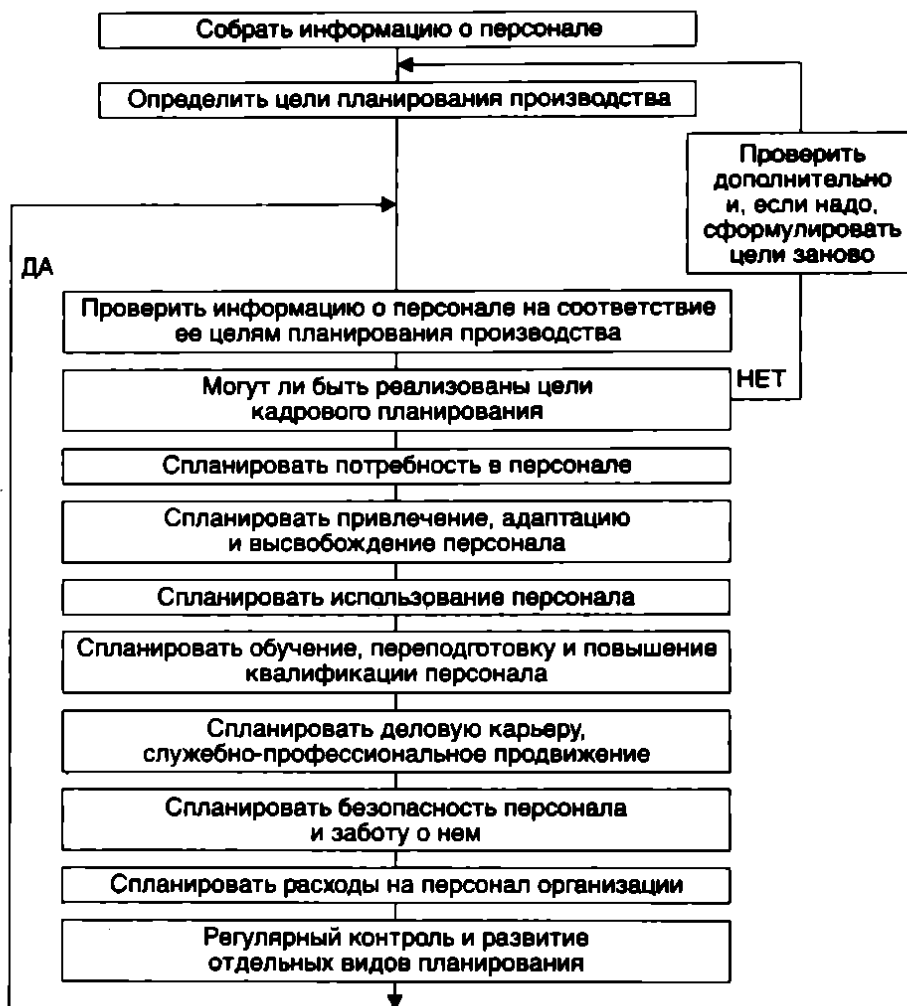 Собрать информацию о персонале
Определить цели планирования производства
Проверить
дополнительно
и, если надо,
сформулировать
цели заново
ДА
Проверить информацию о персонале на соответствие
ее целям планирования производства
НЕТ
Могут ли быть реализованы цели
кадрового планирования
Спланировать потребность в персонале
Спланировать привлечение, адаптацию
и высвобождение персонала
Спланировать использование персонала
Спланировать обучение, переподготовку и повышение
квалификации персонала
Спланировать деловую карьеру,
служебно-профессиональное продвижение
Спланировать безопасность персонала
и заботу о нем
Спланировать расходы на персонал организации
Регулярный контроль и развитие
отдельных видов планирования